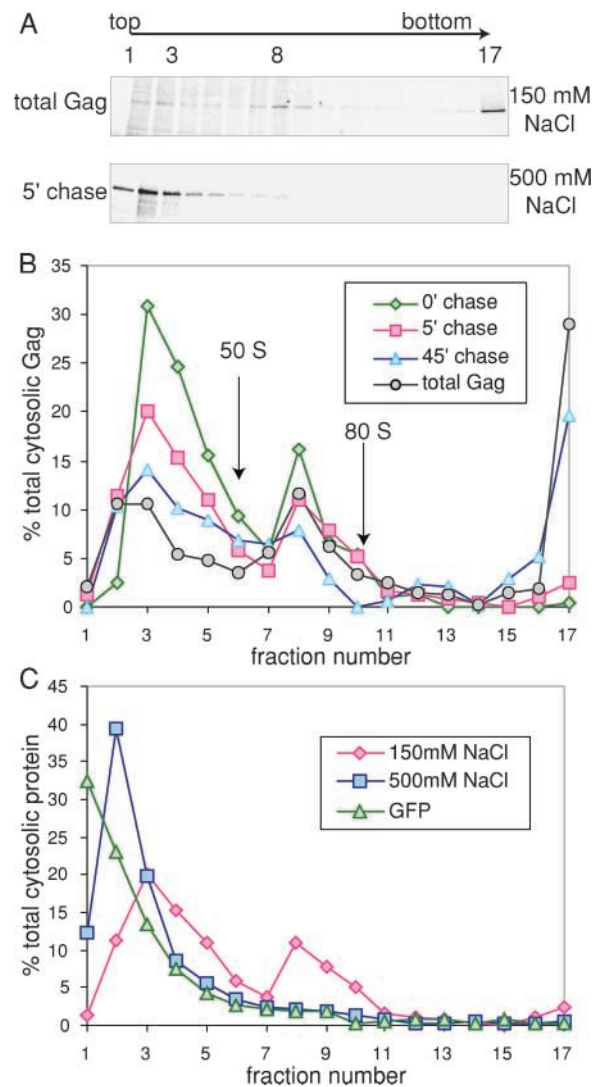 A
top bottom
1 3 8 17
total Gag 150 mM NaCl
5' chase 500 mM NaCl
B
35
30
25
20
15
10
5
0
% total cytosolic Gag
0' chase
5' chase
45' chase
total Gag
50 S
80 S
1 3 5 7 9 11 13 15 17
fraction number
C
45
40
35
30
25
20
15
10
5
0
% total cytosolic protein
150mM NaCl
500mM NaCl
GFP
1 3 5 7 9 11 13 15 17
fraction number